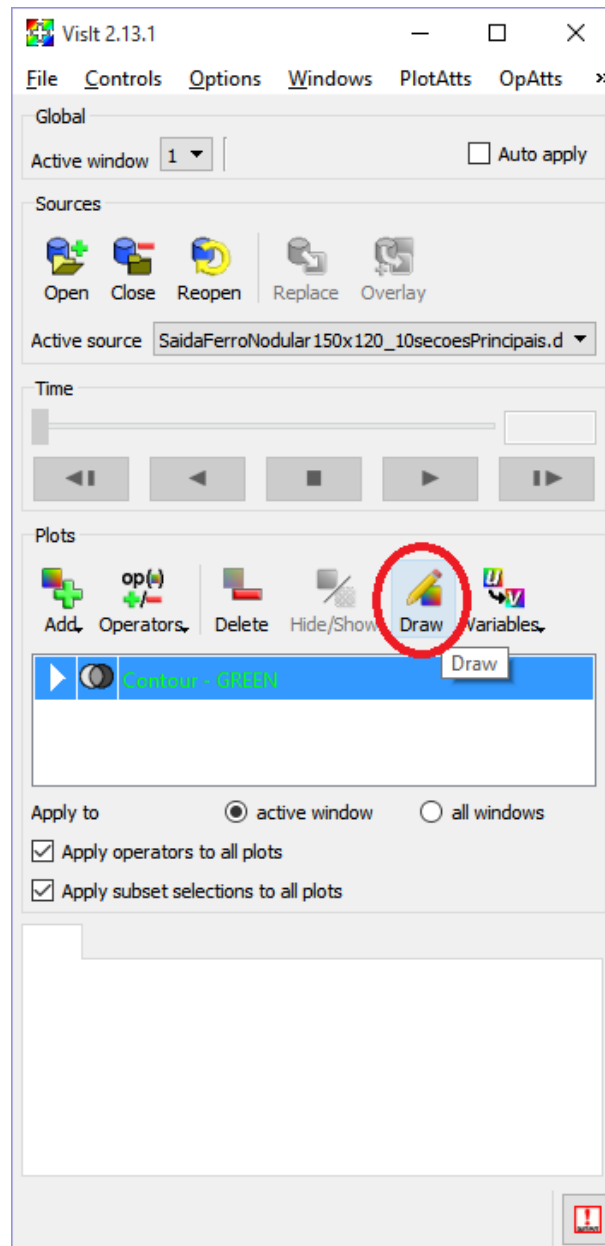 VisIt 2.13.1
File Controls Options Windows PlotAtts OpAtts »
Global
Active window 1 Auto apply
Sources
Open Close Reopen Replace Overlay
Active source SaidaFerroNodular150x120_10secoesPrincipais.d
Time
Plots
op(•)
Add Operators Delete Hide/Show Draw Variables
Draw
Contour - GREEN
Apply to active window all windows
Apply operators to all plots
Apply subset selections to all plots